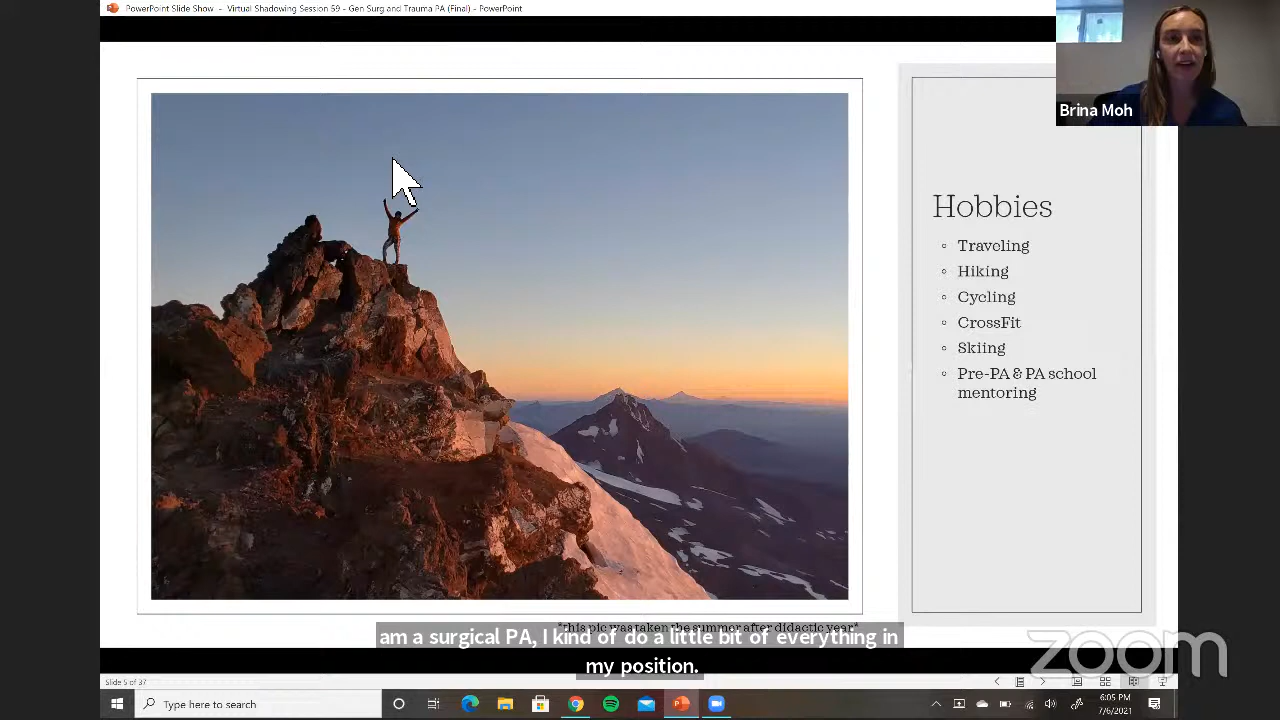 PowerPoint Slide Show - Virtual Shadowing Session 59 - Gen Surg and Trauma PA (Final) - PowerPoint
Brina Moh
Hobbies
Traveling
Hiking
Cycling
CrossFit
Skiing
Pre-PA & PA school
mentoring
*this pic was taken the summer after didactic year*
am a surgical PA, I kind of do a little bit of everything in
my position.
zoom
Slide 5 of 37
Type here to search
6:05 PM
7/6/2021